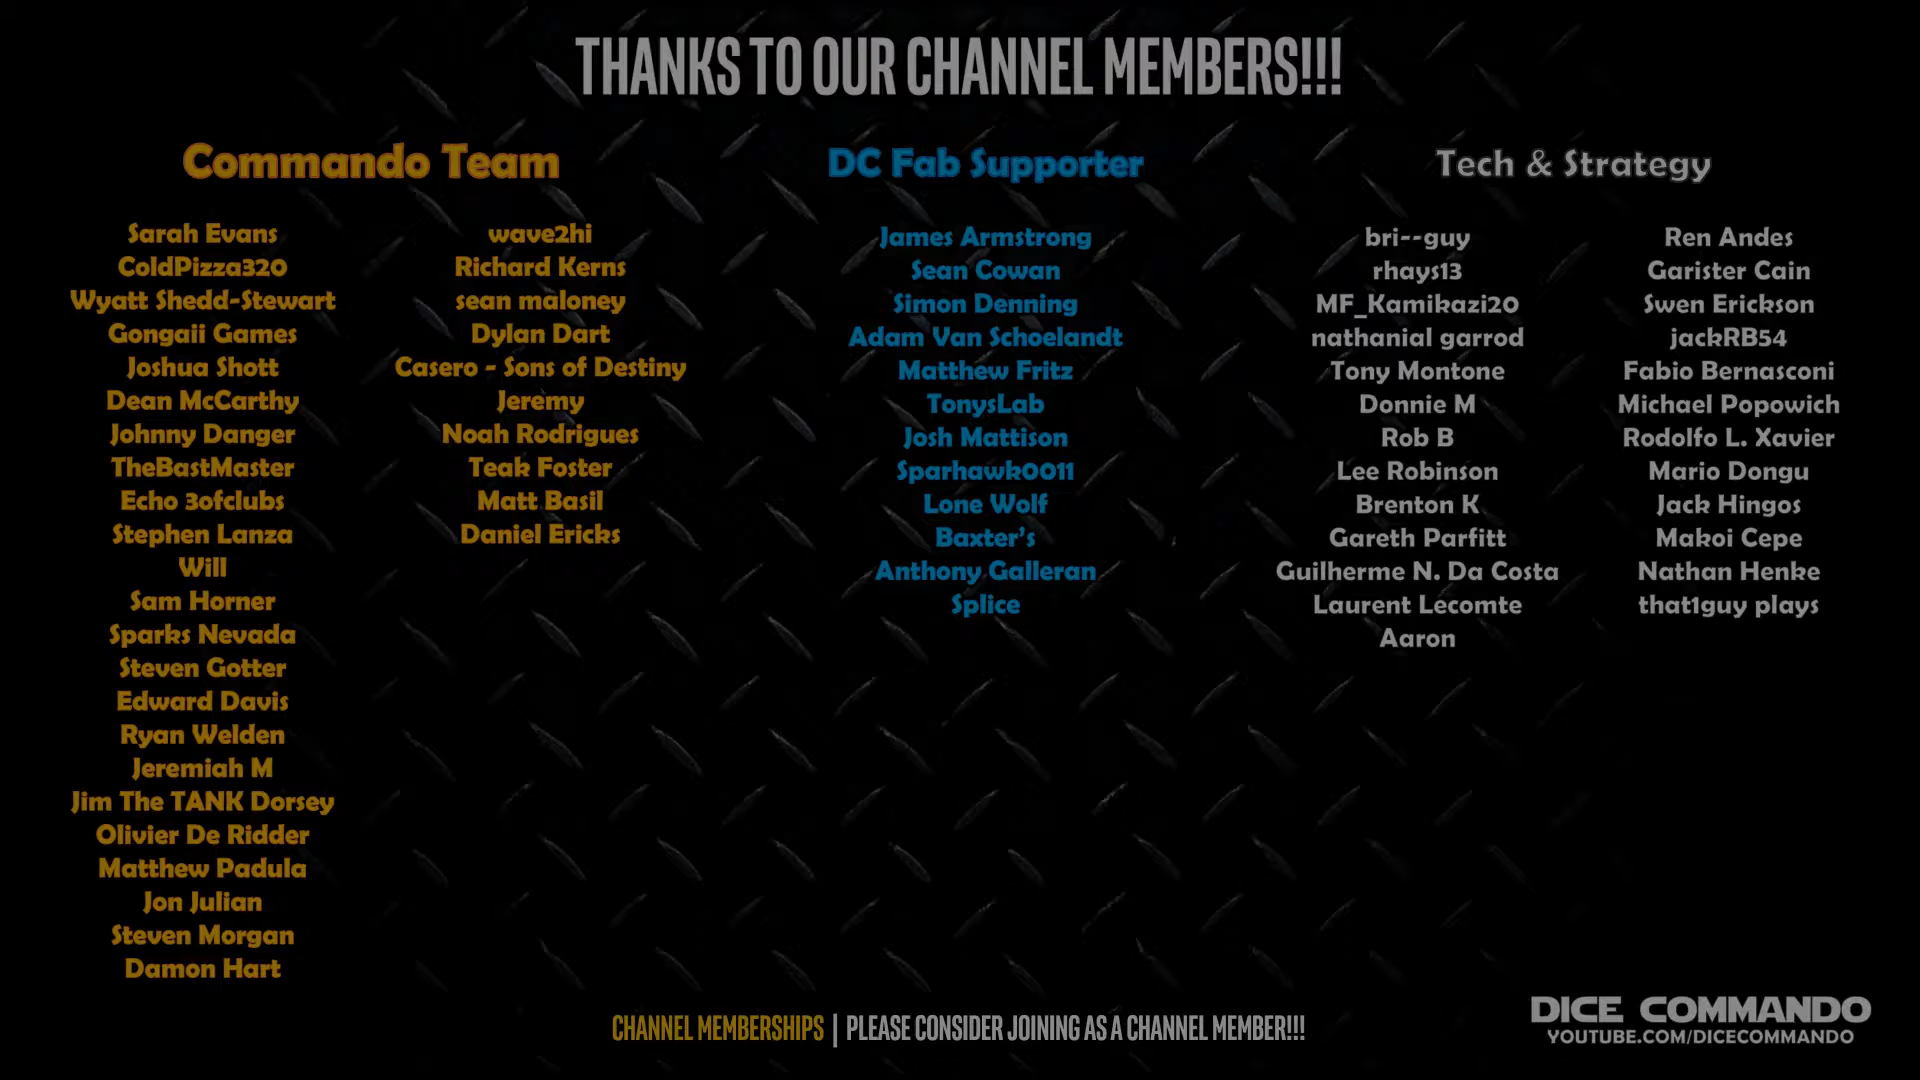 THANKS TO OUR CHANNEL MEMBERS!!!
Commando Team
Sarah Evans
ColdPizza320
Wyatt Shedd-Stewart
Gongaii Games
Joshua Shott
Dean McCarthy
Johnny Danger
TheBastMaster
Echo 3ofclubs
Stephen Lanza
Will
Sam Horner
Sparks Nevada
Steven Gotter
Edward Davis
Ryan Welden
Jeremiah M
Jim The TANK Dorsey
Olivier De Ridder
Matthew Padula
Jon Julian
Steven Morgan
Damon Hart
wave2hi
Richard Kerns
sean maloney
Dylan Dart
Casero - Sons of Destiny
Jeremy
Noah Rodrigues
Teak Foster
Matt Basil
Daniel Ericks
DC Fab Supporter
James Armstrong
Sean Cowan
Simon Denning
Adam Van Schoelandt
Matthew Fritz
TonysLab
Josh Mattison
Sparhawk0011
Lone Wolf
Baxter's
Anthony Galleran
Splice
Tech & Strategy
bri--guy
rhays13
MF_Kamikazi20
nathanial garrod
Tony Montone
Donnie M
Rob B
Lee Robinson
Brenton K
Gareth Parfitt
Guilherme N. Da Costa
Laurent Lecomte
Aaron
Ren Andes
Garister Cain
Swen Erickson
jackRB54
Fabio Bernasconi
Michael Popowich
Rodolfo L. Xavier
Mario Dongu
Jack Hingos
Makoi Cepe
Nathan Henke
that1guy plays
CHANNEL MEMBERSHIPS | PLEASE CONSIDER JOINING AS A CHANNEL MEMBER!!!
DICE COMMANDO
YOUTUBE.COM/DICECOMMANDO